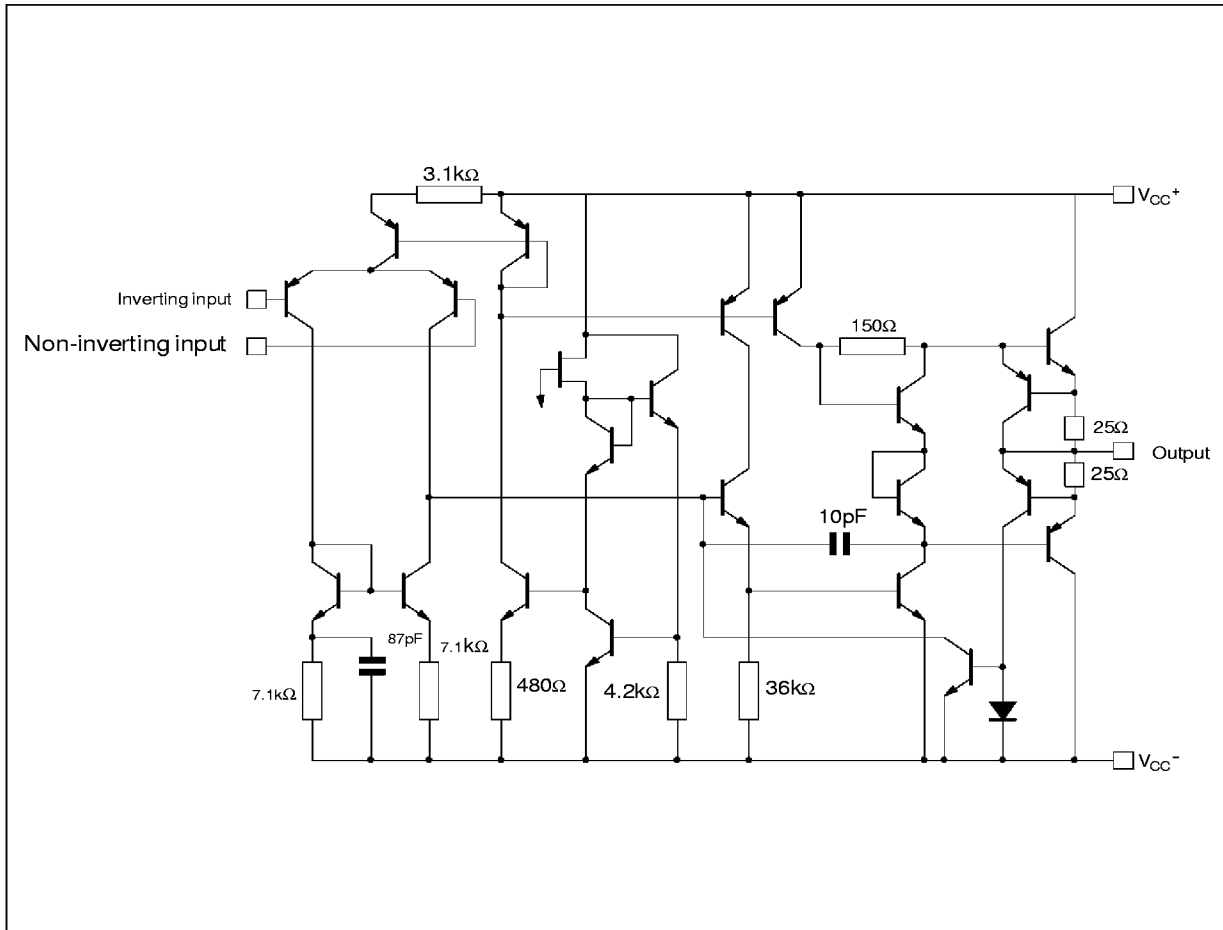 3.1kΩ
VCC+
Inverting input
150Ω
Non-inverting input
25Ω
Output
25Ω
10pF
87pF
7.1kΩ
7.1kΩ
480Ω
4.2kΩ
36kΩ
VCC−